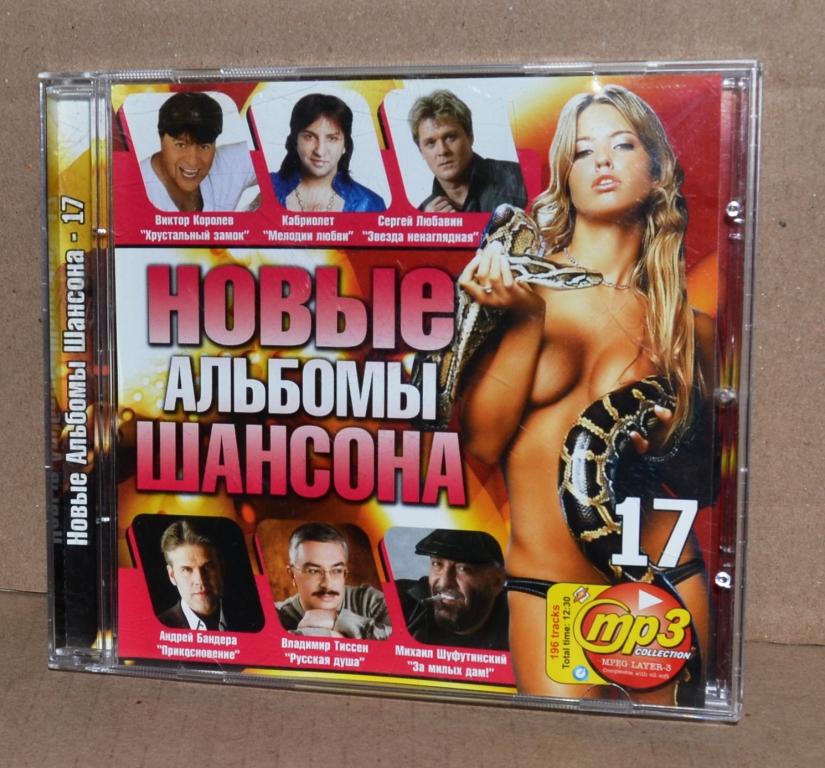 Новые Альбомы Шансона - 17
Виктор Королев
"Хрустальный замок"
Кабриолет
"Мелодии любви"
Сергей Любавин
"Звезда ненаглядная"
НОВЫЕ
АЛЬБОМЫ
ШАНСОНА
17
Андрей Бандера
"Прикосновение"
Владимир Тиссен
"Русская душа"
Михаил Шуфутинский
"За милых дам!"
196 tracks
Total time: 12:30
mp3
COLLECTION
MPEG LAYER-3